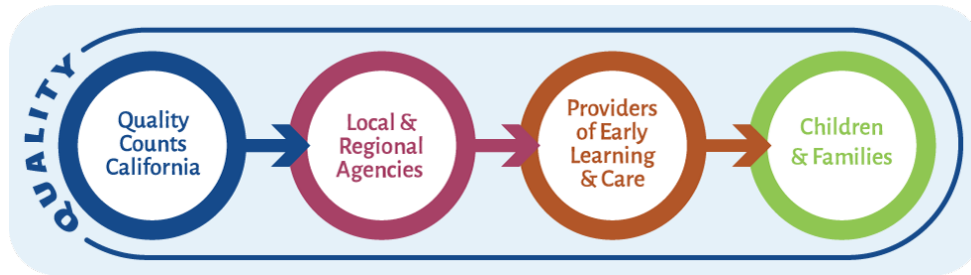 QUALITY
Quality
Counts
California
Local &
Regional
Agencies
Providers
of Early
Learning
& Care
Children
& Families